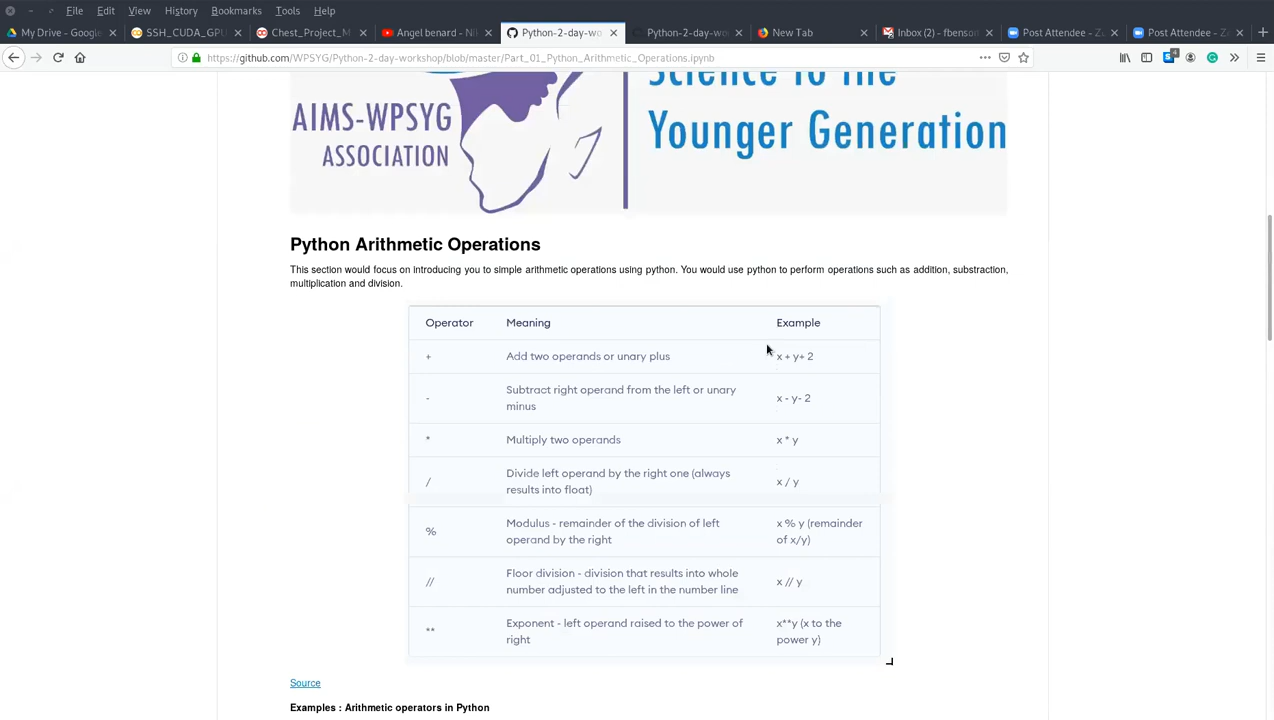 File Edit View History Bookmarks Tools Help
My Drive - Google SSH_CUDA_GPU Chest_Project_M Angel benard - NI Python-2-day-wo Python-2-day-wo New Tab Inbox (2) - fbenson Post Attendee - Zo Post Attendee - Zo
https://github.com/WPSYG/Python-2-day-workshop/blob/master/Part_01_Python_Arithmetic_Operations.ipynb
Science to the
AIMS-WPSYG
ASSOCIATION
Younger Generation
Python Arithmetic Operations
This section would focus on introducing you to simple arithmetic operations using python. You would use python to perform operations such as addition, substraction,
multiplication and division.
Operator Meaning Example
+ Add two operands or unary plus x + y+ 2
- Subtract right operand from the left or unary
minus x - y- 2
* Multiply two operands x * y
/ Divide left operand by the right one (always
results into float) x / y
% Modulus - remainder of the division of left
operand by the right x % y (remainder
of x/y)
// Floor division - division that results into whole
number adjusted to the left in the number line x // y
** Exponent - left operand raised to the power of
right x**y (x to the
power y)
Source
Examples : Arithmetic operators in Python